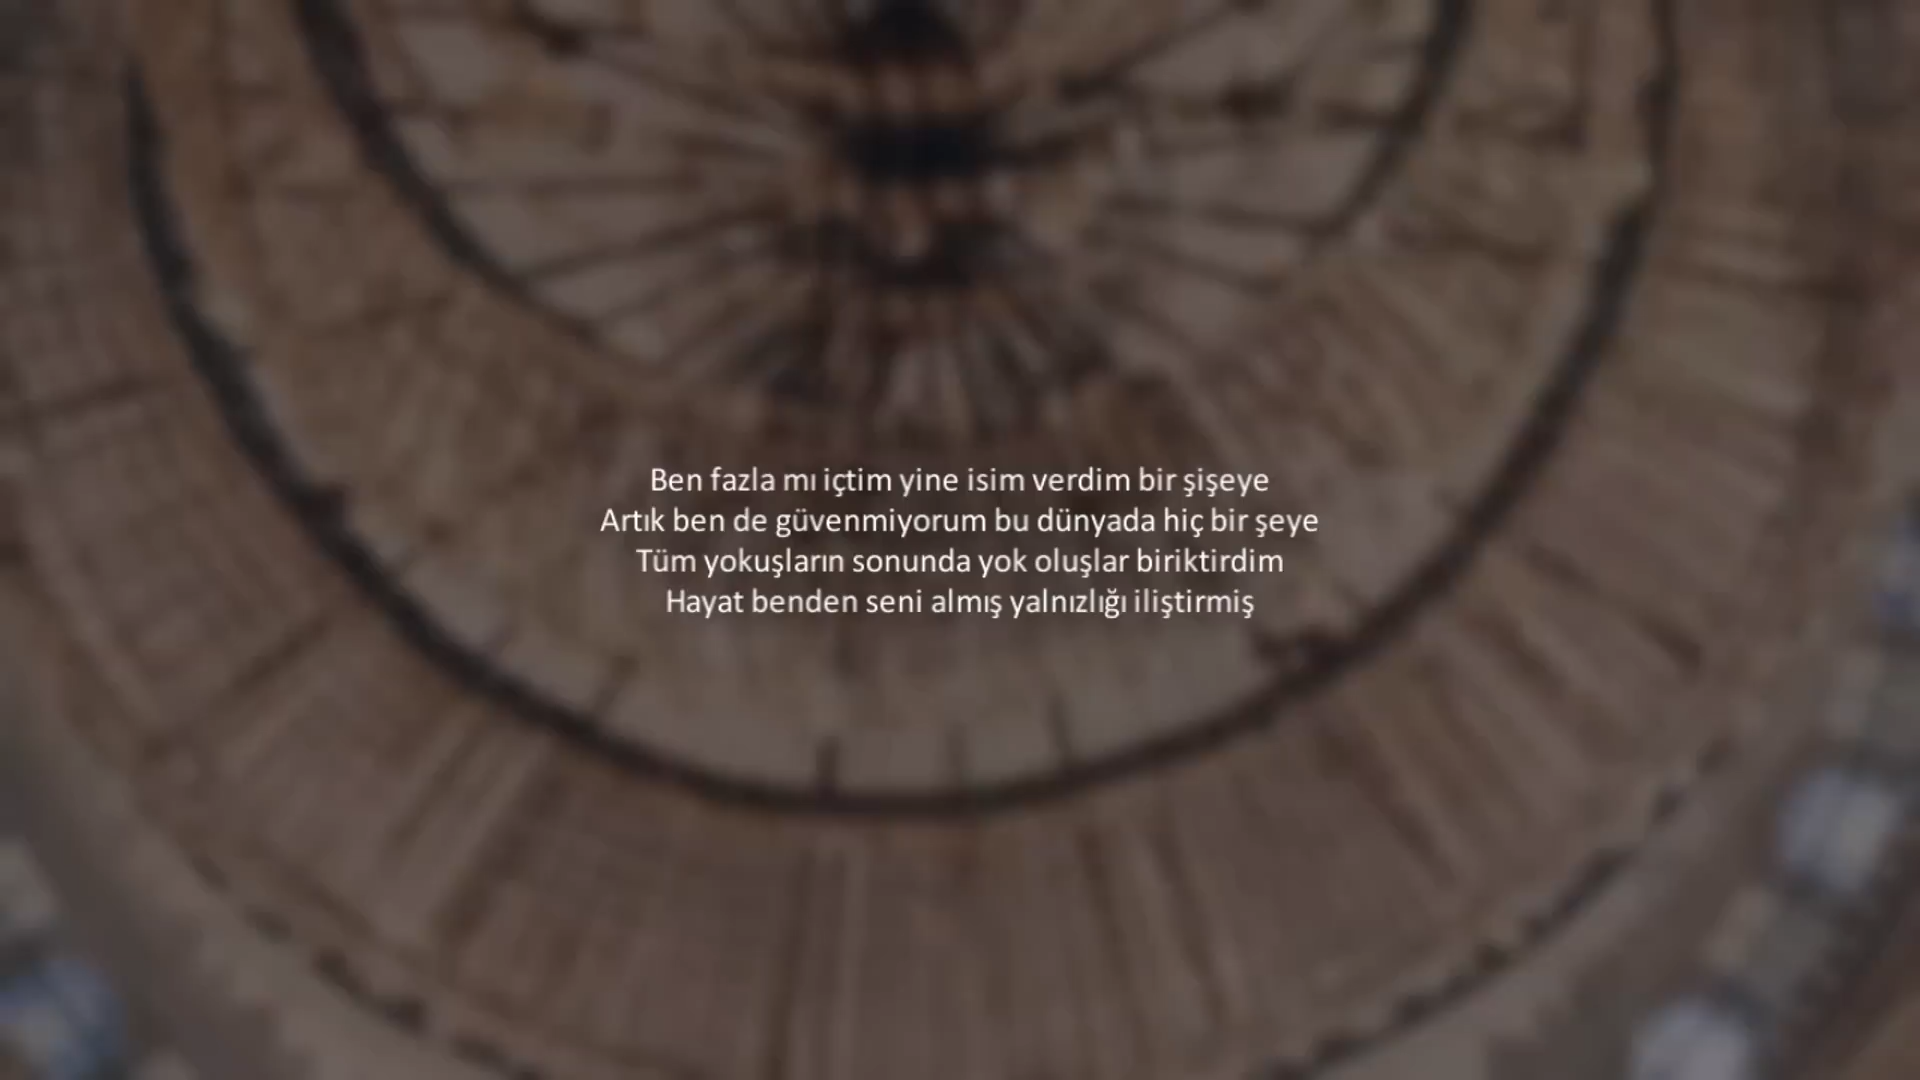 Ben fazla mı içtim yine isim verdim bir şişeye
Artık ben de güvenmiyorum bu dünyada hiç bir şeye
Tüm yokuşların sonunda yok oluşlar biriktirdim
Hayat benden seni almış yalnızlığı iliştirmiş